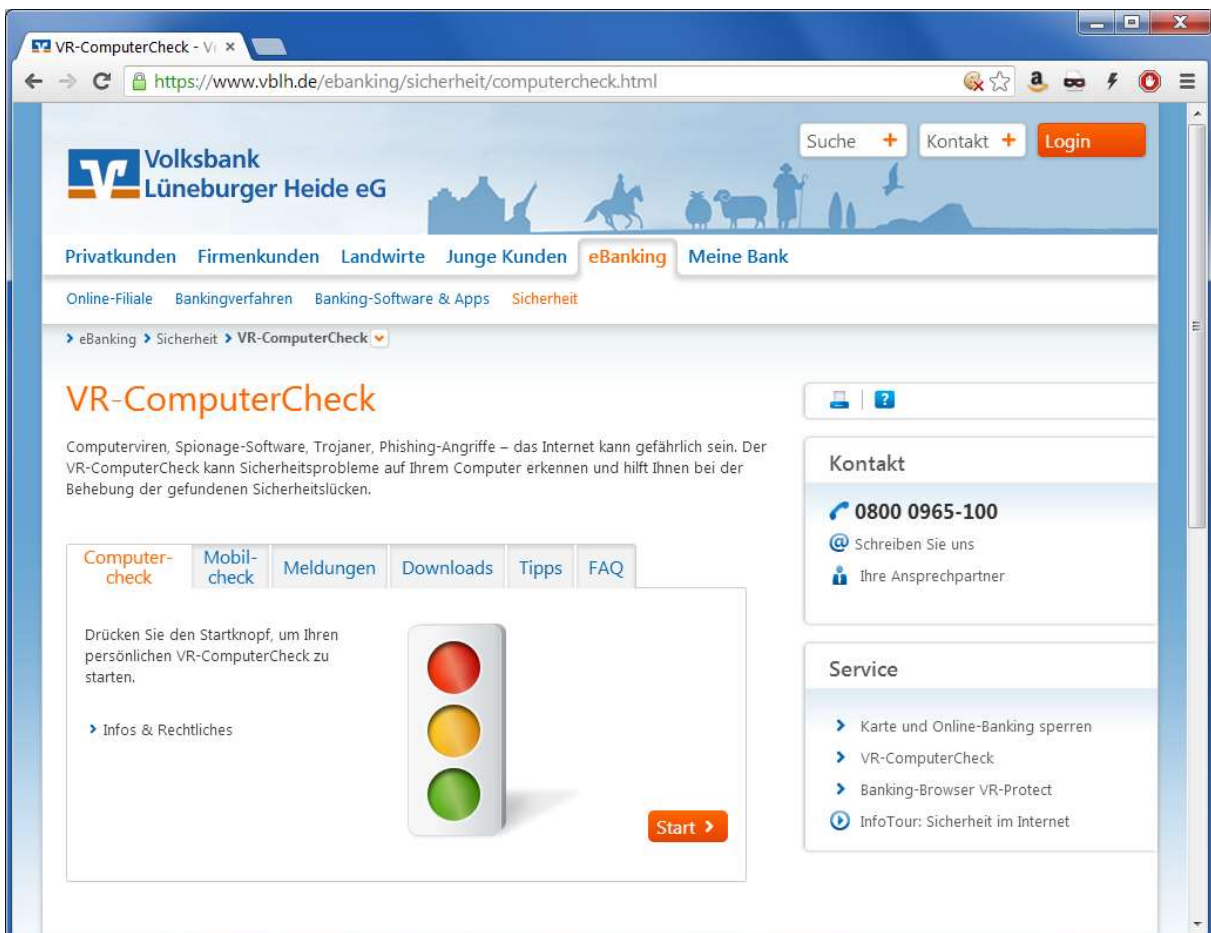 VR-ComputerCheck - V
https://www.vblh.de/ebanking/sicherheit/computercheck.html
Volksbank
Lüneburger Heide eG
Suche
Kontakt
Login
Privatkunden Firmenkunden Landwirte Junge Kunden eBanking Meine Bank
Online-Filiale Bankingverfahren Banking-Software & Apps Sicherheit
eBanking Sicherheit VR-ComputerCheck
VR-ComputerCheck
Computerviren, Spionage-Software, Trojaner, Phishing-Angriffe – das Internet kann gefährlich sein. Der
VR-ComputerCheck kann Sicherheitsprobleme auf Ihrem Computer erkennen und hilft Ihnen bei der
Behebung der gefundenen Sicherheitslücken.
Computer-
check
Mobil-
check
Meldungen
Downloads
Tipps
FAQ
Drücken Sie den Startknopf, um Ihren
persönlichen VR-ComputerCheck zu
starten.
Infos & Rechtliches
Start
Kontakt
0800 0965-100
Schreiben Sie uns
Ihre Ansprechpartner
Service
Karte und Online-Banking sperren
VR-ComputerCheck
Banking-Browser VR-Protect
InfoTour: Sicherheit im Internet